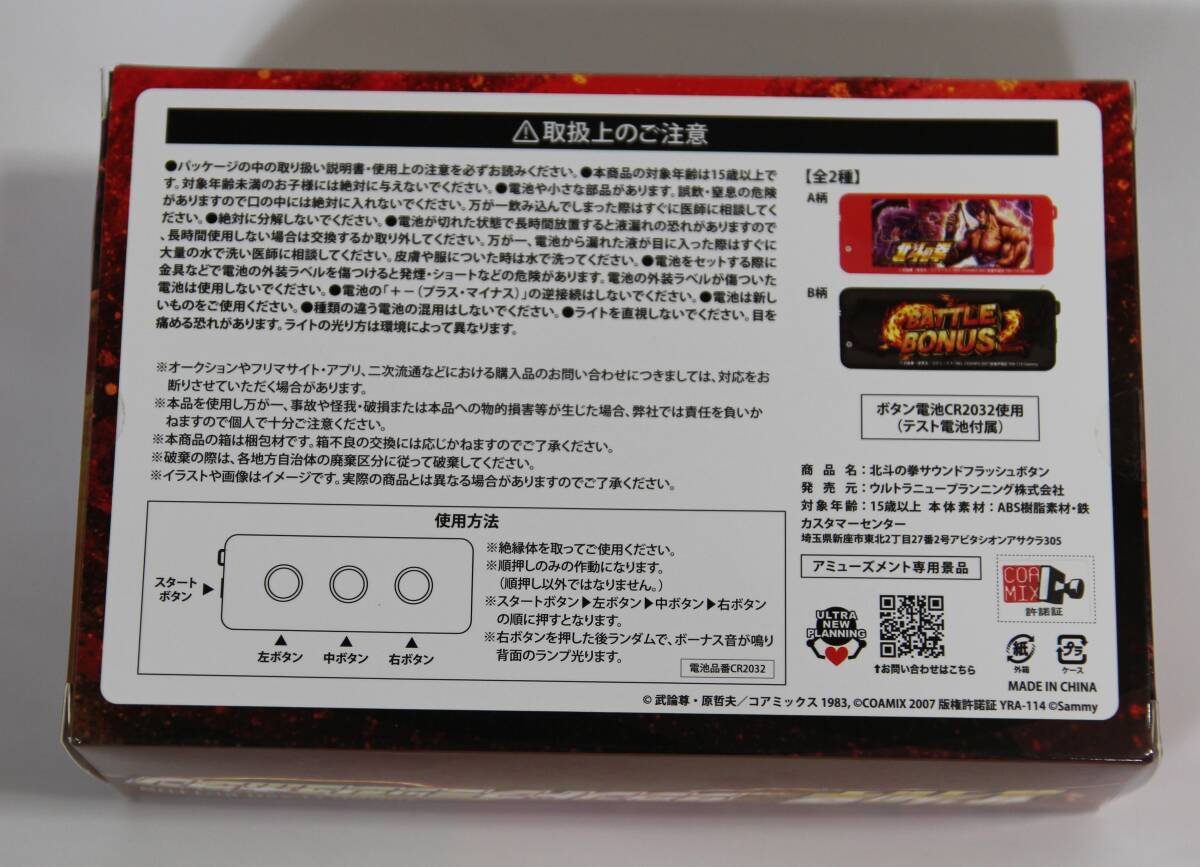 ⚠取扱上のご注意
●パッケージの中の取り扱い説明書・使用上の注意を必ずお読みください。●本商品の対象年齢は15歳以上で
す。対象年齢未満のお子様には絶対に与えないでください。●電池や小さな部品があります。誤飲・窒息の危険
がありますので口の中には絶対に入れないでください。万が一飲み込んでしまった際はすぐに医師に相談してく
ださい。●絶対に分解しないでください。●電池が切れた状態で長時間放置すると液漏れの恐れがありますので
、長時間使用しない場合は交換するか取り外してください。万が一、電池から漏れた液が目に入った際はすぐに
大量の水で洗い医師に相談してください。皮膚や服についた時は水で洗ってください。●電池をセットする際に
金具などで電池の外装ラベルを傷つけると発煙・ショートなどの危険があります。電池の外装ラベルが傷ついた
電池は使用しないでください。●電池の「＋−(プラス・マイナス)」の逆接続はしないでください。●電池は新し
いものをご使用ください。●種類の違う電池の混用はしないでください。●ライトを直視しないでください。目を
痛める恐れがあります。ライトの光り方は環境によって異なります。
※オークションやフリマサイト・アプリ、二次流通などにおける購入品のお問い合わせにつきましては、対応をお
断りさせていただく場合があります。
※本品を使用し万が一、事故や怪我・破損または本品への物的損害等が生じた場合、弊社では責任を負いか
ねますので個人で十分ご注意ください。
※本商品の箱は梱包材です。箱不良の交換には応じかねますのでご了承ください。
※破棄の際は、各地方自治体の廃棄区分に従って破棄してください。
※イラストや画像はイメージです。実際の商品とは異なる場合がありますのでご了承ください。
使用方法
スタート
ボタン ▶
▲ ▲ ▲
左ボタン 中ボタン 右ボタン
※絶縁体を取ってご使用ください。
※順押しのみの作動になります。
（順押し以外ではなりません。）
※スタートボタン▶左ボタン▶中ボタン▶右ボタン
の順に押すとなります。
※右ボタンを押した後ランダムで、ボーナス音が鳴り
背面のランプ光ります。
電池品番CR2032
【全2種】
A柄
北斗の拳
B柄
BATTLE
BONUS
ボタン電池CR2032使用
（テスト電池付属）
商品名：北斗の拳サウンドフラッシュボタン
発売元：ウルトラニュープランニング株式会社
対象年齢：15歳以上 本体素材：ABS樹脂素材・鉄
カスタマーセンター
埼玉県新座市東北2丁目27番2号アビタシオンアサクラ305
アミューズメント専用景品
COA
MIX
許諾証
ULTRA
NEW
PLANNING
⬆お問い合わせはこちら
紙
外箱
プラ
ケース
MADE IN CHINA
© 武論尊・原哲夫／コアミックス 1983, ©COAMIX 2007 版権許諾証 YRA-114 ©Sammy